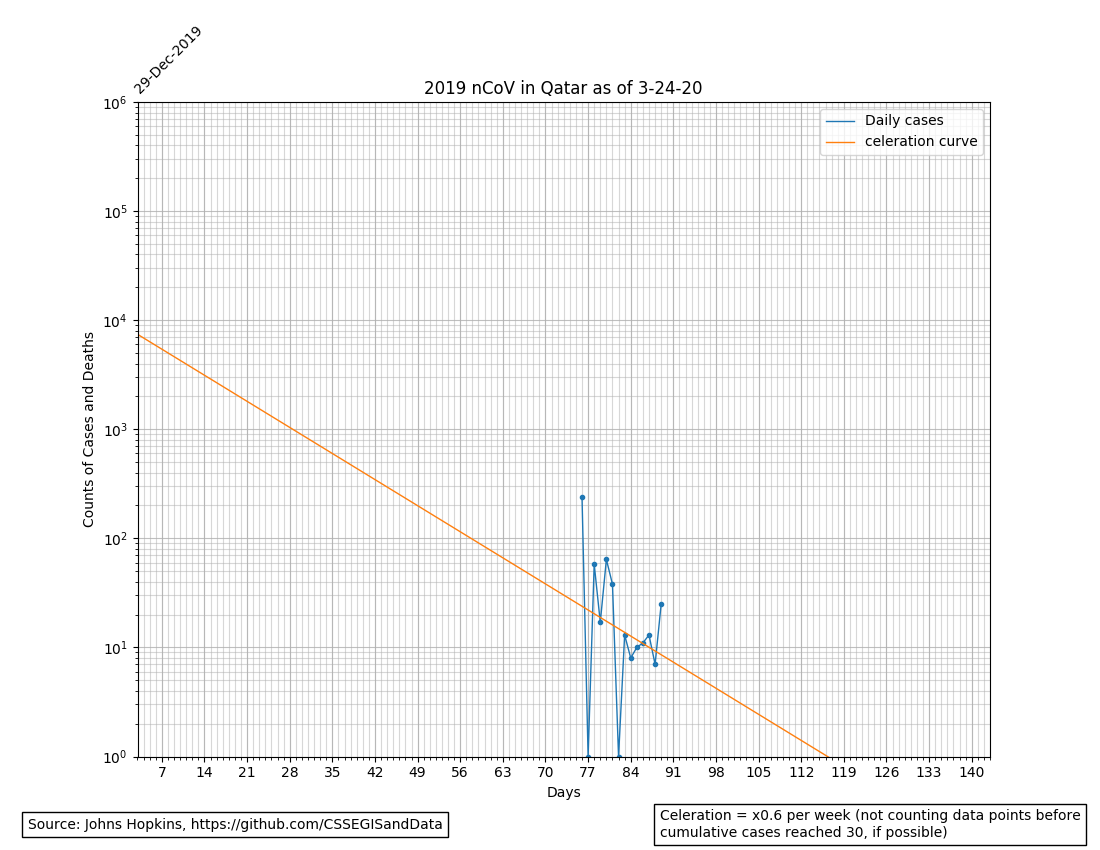 29-Dec-2019
2019 nCoV in Qatar as of 3-24-20
Daily cases
celeration curve
10⁶
10⁵
10⁴
10³
10²
10¹
10⁰
Counts of Cases and Deaths
7 14 21 28 35 42 49 56 63 70 77 84 91 98 105 112 119 126 133 140
Days
Source: Johns Hopkins, https://github.com/CSSEGISandData
Celeration = x0.6 per week (not counting data points before
cumulative cases reached 30, if possible)